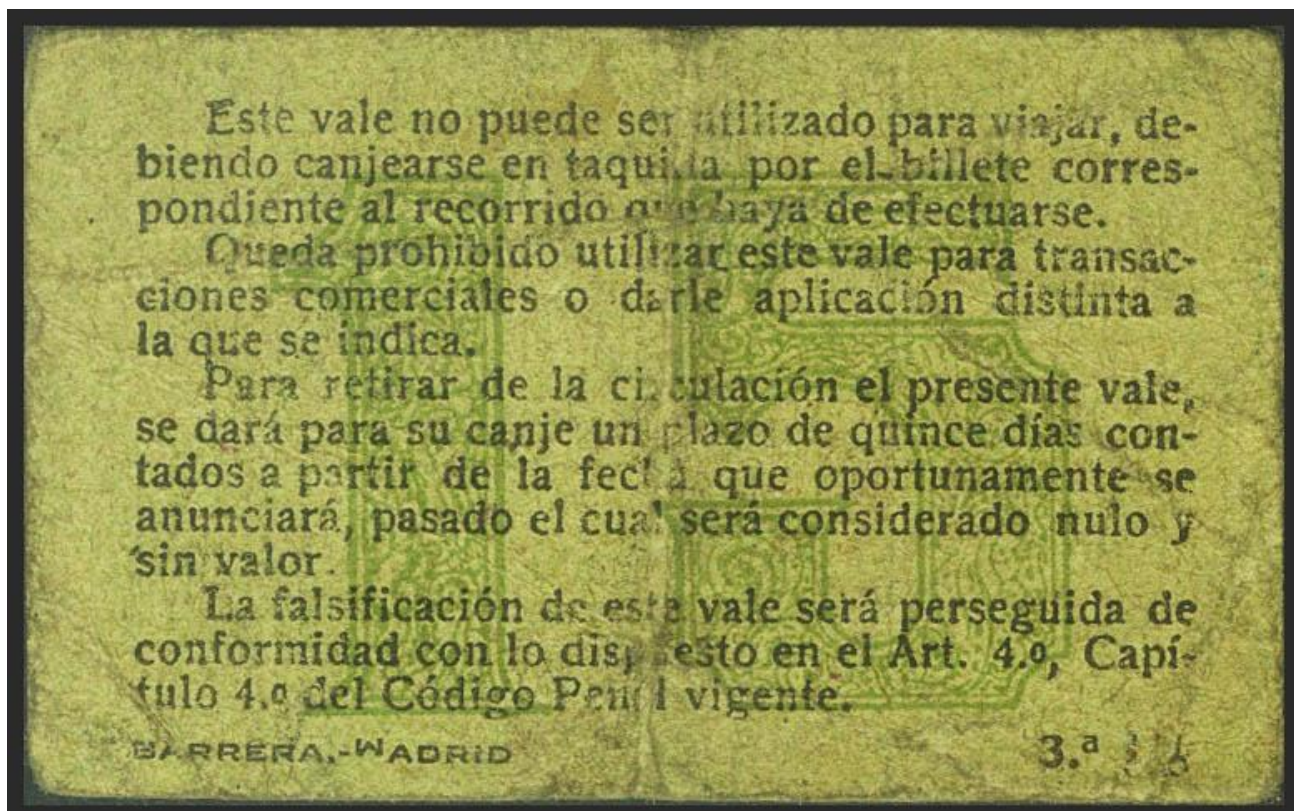 Este vale no puede ser utilizado para viajar, de-
biendo canjearse en taquilla por el billete corres-
pondiente al recorrido que haya de efectuarse.
Queda prohibido utilizar este vale para transac-
ciones comerciales o darle aplicación distinta a
la que se indica.
Para retirar de la circulación el presente vale,
se dará para su canje un plazo de quince días con-
tados a partir de la fecha que oportunamente se
anunciará, pasado el cual será considerado nulo y
sin valor.
La falsificación de este vale será perseguida de
conformidad con lo dispuesto en el Art. 4.º, Capí-
tulo 4.º del Código Penal vigente.
BARRERA.-MADRID 3.ª
15